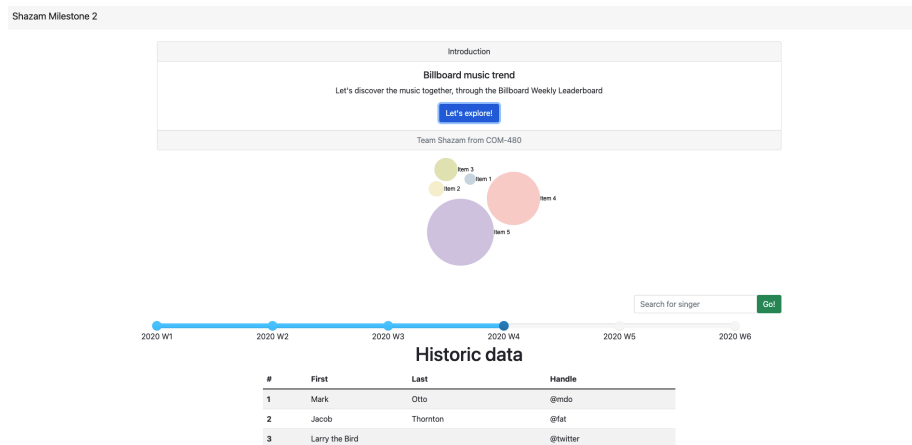 Shazam Milestone 2
Introduction
Billboard music trend
Let's discover the music together, through the Billboard Weekly Leaderboard
Let's explore!
Team Shazam from COM-480
Item 3
Item 1
Item 2
Item 4
Item 5
Search for singer Go!
2020 W1 2020 W2 2020 W3 2020 W4 2020 W5 2020 W6
Historic data
# First Last Handle
1 Mark Otto @mdo
2 Jacob Thornton @fat
3 Larry the Bird @twitter